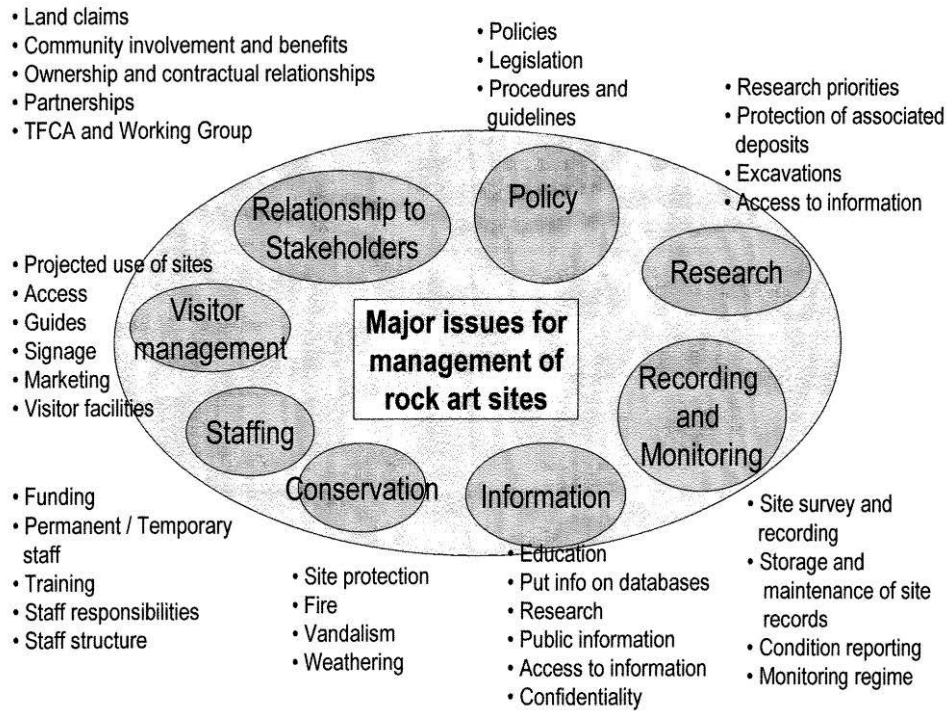 • Land claims
• Community involvement and benefits
• Ownership and contractual relationships
• Partnerships
• TFCA and Working Group
• Policies
• Legislation
• Procedures and
guidelines
• Research priorities
• Protection of associated
deposits
• Excavations
• Access to information
Relationship to
Stakeholders
Policy
Research
• Projected use of sites
• Access
• Guides
• Signage
• Marketing
• Visitor facilities
Visitor
management
Major issues for
management of
rock art sites
Recording
and
Monitoring
Staffing
Conservation
Information
• Funding
• Permanent / Temporary
staff
• Training
• Staff responsibilities
• Staff structure
• Site protection
• Fire
• Vandalism
• Weathering
• Education
• Put info on databases
• Research
• Public information
• Access to information
• Confidentiality
• Site survey and
recording
• Storage and
maintenance of site
records
• Condition reporting
• Monitoring regime